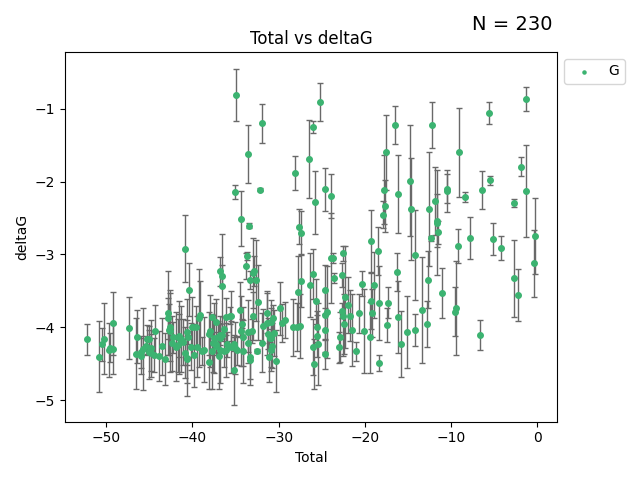 N = 230
Total vs deltaG
G
deltaG
−1
−2
−3
−4
−5
−50 −40 −30 −20 −10 0
Total